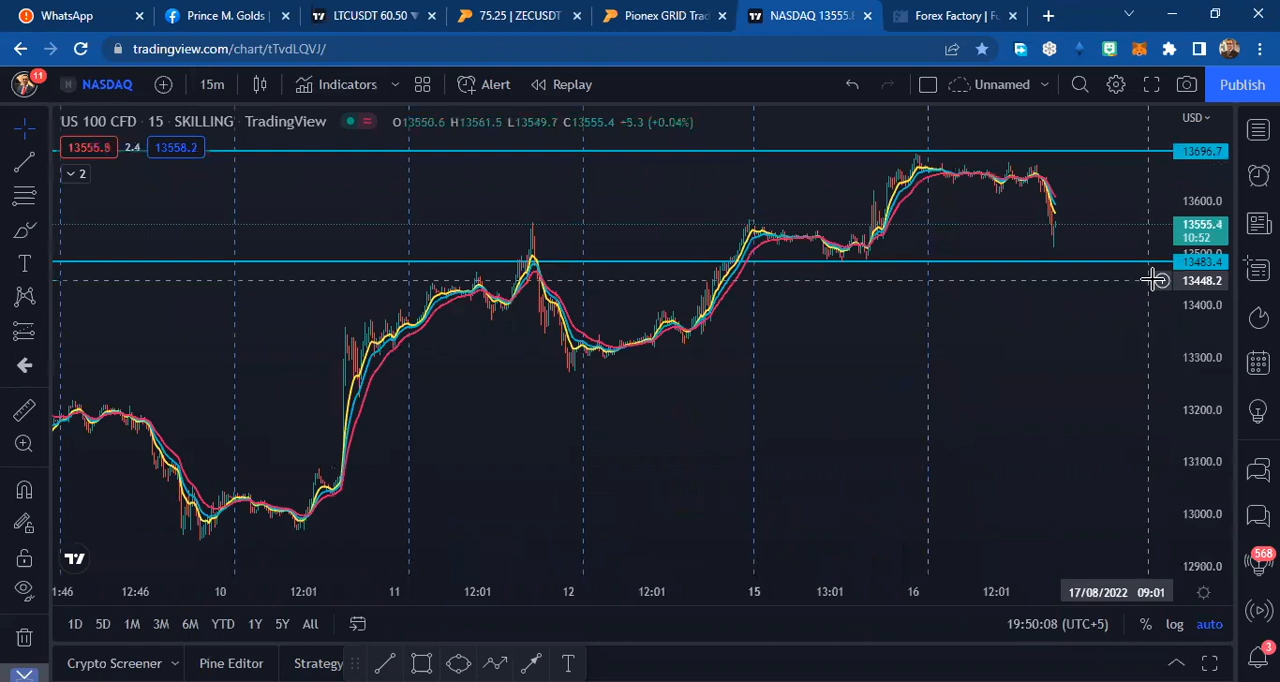 WhatsApp
Prince M. Golds
LTCUSDT 60.50
75.25 | ZECUSDT
Pionex GRID Trad
NASDAQ 13555.
Forex Factory | F
tradingview.com/chart/tTvdLQVJ/
11
NASDAQ
15m
Indicators
Alert
Replay
Unnamed
Publish
US 100 CFD · 15 · SKILLING · TradingView
O13550.6 H13561.5 L13549.7 C13555.4 +5.3 (+0.04%)
USD
13555.8
2.4
13558.2
2
13696.7
13600.0
13555.4
10:52
13500.0
13483.4
13448.2
13400.0
13300.0
13200.0
13100.0
13000.0
12900.0
1:46
12:46
10
12:01
11
12:01
12
12:01
15
13:01
16
12:01
17/08/2022 09:01
1D
5D
1M
3M
6M
YTD
1Y
5Y
All
19:50:08 (UTC+5)
%
log
auto
Crypto Screener
Pine Editor
Strategy
568
3